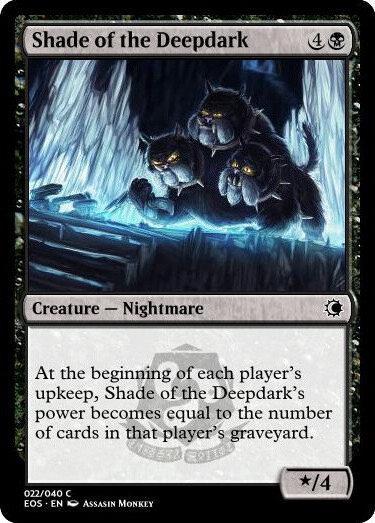 Shade of the Deepdark 4
Creature — Nightmare
At the beginning of each player's
upkeep, Shade of the Deepdark's
power becomes equal to the number
of cards in that player's graveyard.
★/4
022/040 C
EOS • EN Assasin Monkey